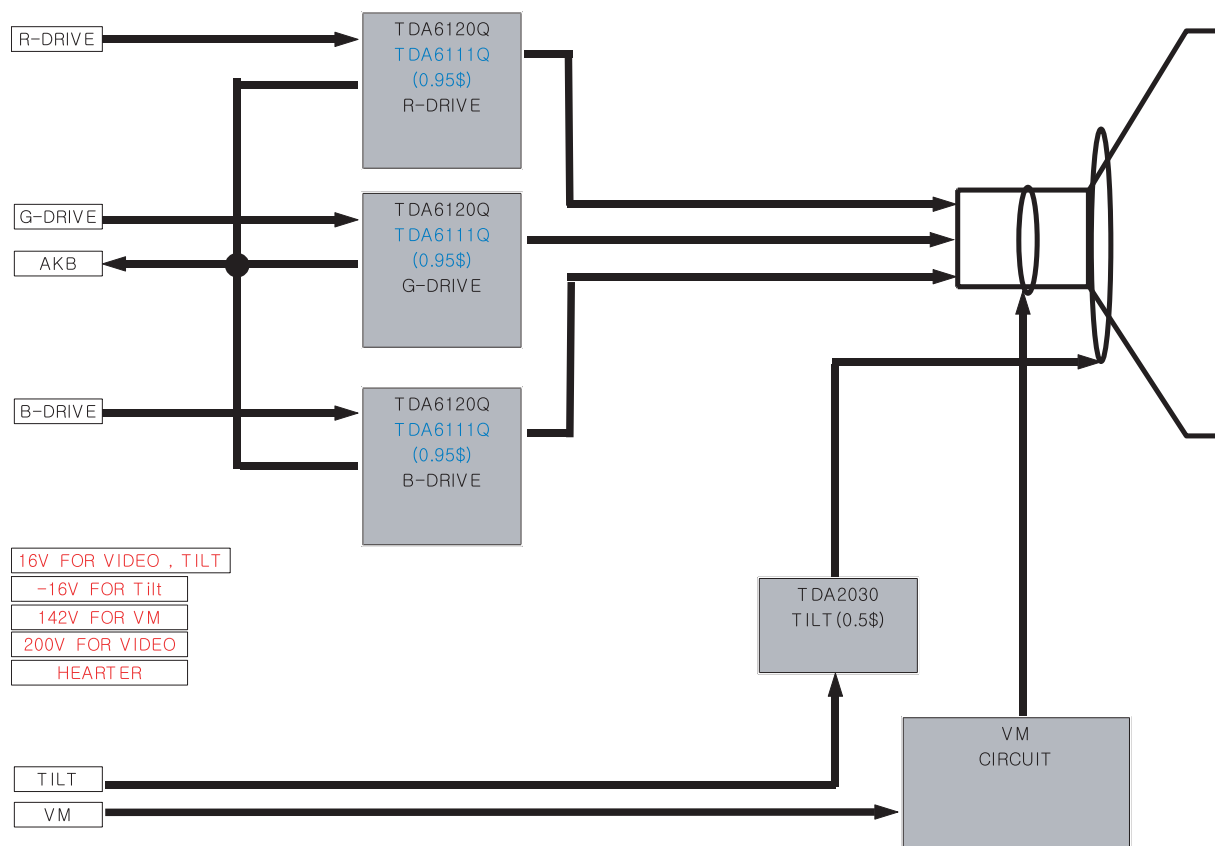 R-DRIVE
TDA6120Q
TDA6111Q
(0.95$)
R-DRIVE
G-DRIVE
AKB
TDA6120Q
TDA6111Q
(0.95$)
G-DRIVE
B-DRIVE
TDA6120Q
TDA6111Q
(0.95$)
B-DRIVE
16V FOR VIDEO , TILT
-16V FOR Tilt
142V FOR VM
200V FOR VIDEO
HEARTER
TDA2030
TILT(0.5$)
VM
CIRCUIT
TILT
VM